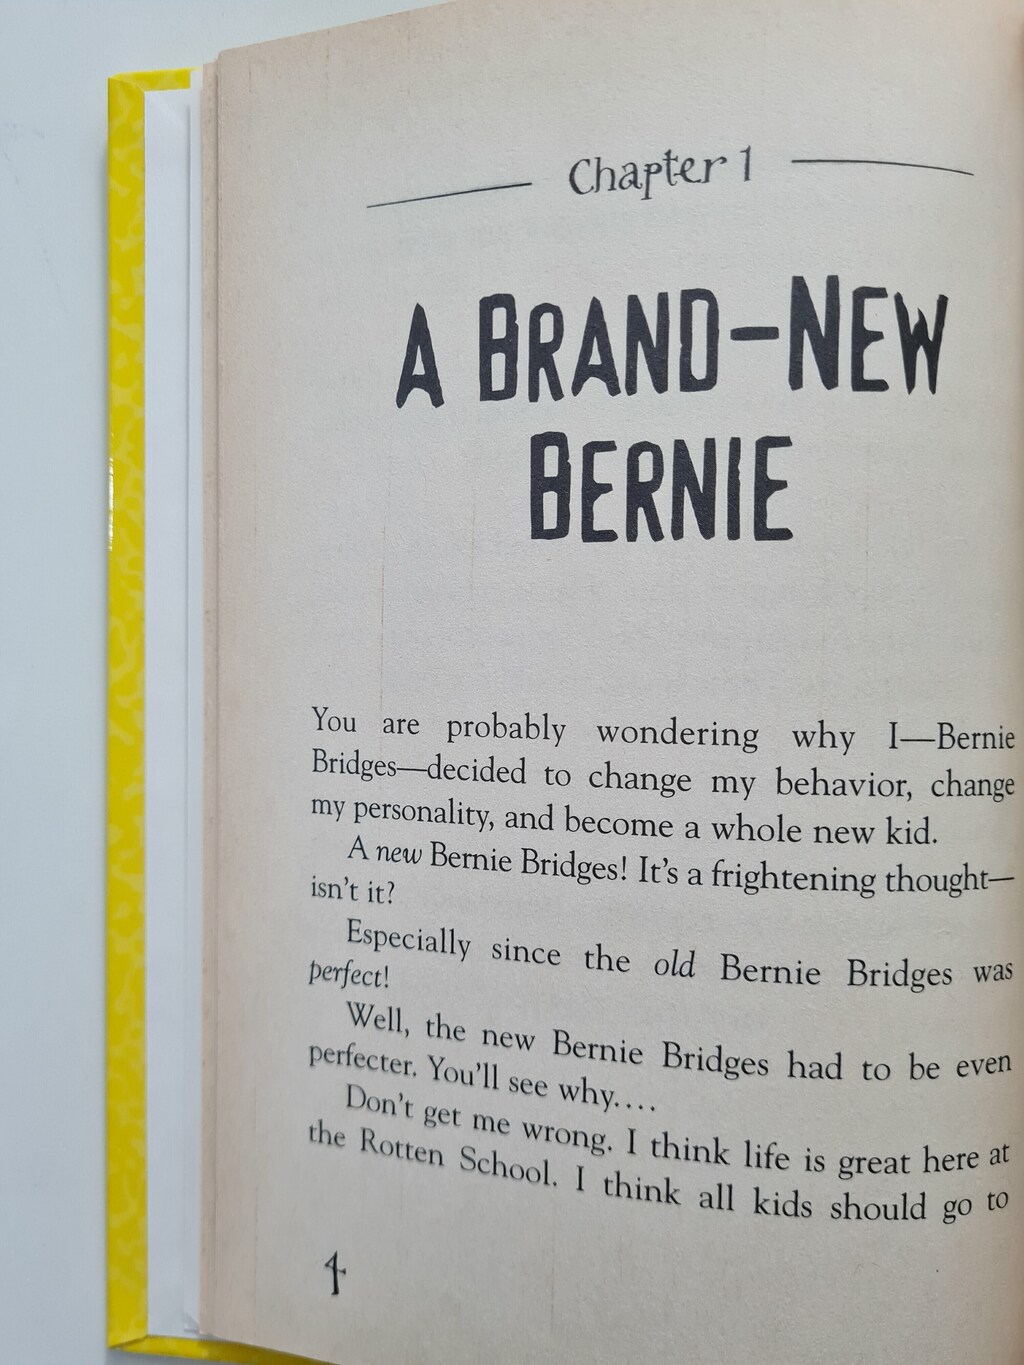 Chapter 1
A BRAND-NEW
BERNIE
You are probably wondering why I—Bernie
Bridges—decided to change my behavior, change
my personality, and become a whole new kid.
A new Bernie Bridges! It's a frightening thought—
isn't it?
Especially since the old Bernie Bridges was
perfect!
Well, the new Bernie Bridges had to be even
perfecter. You'll see why....
Don't get me wrong. I think life is great here at
the Rotten School. I think all kids should go to
4